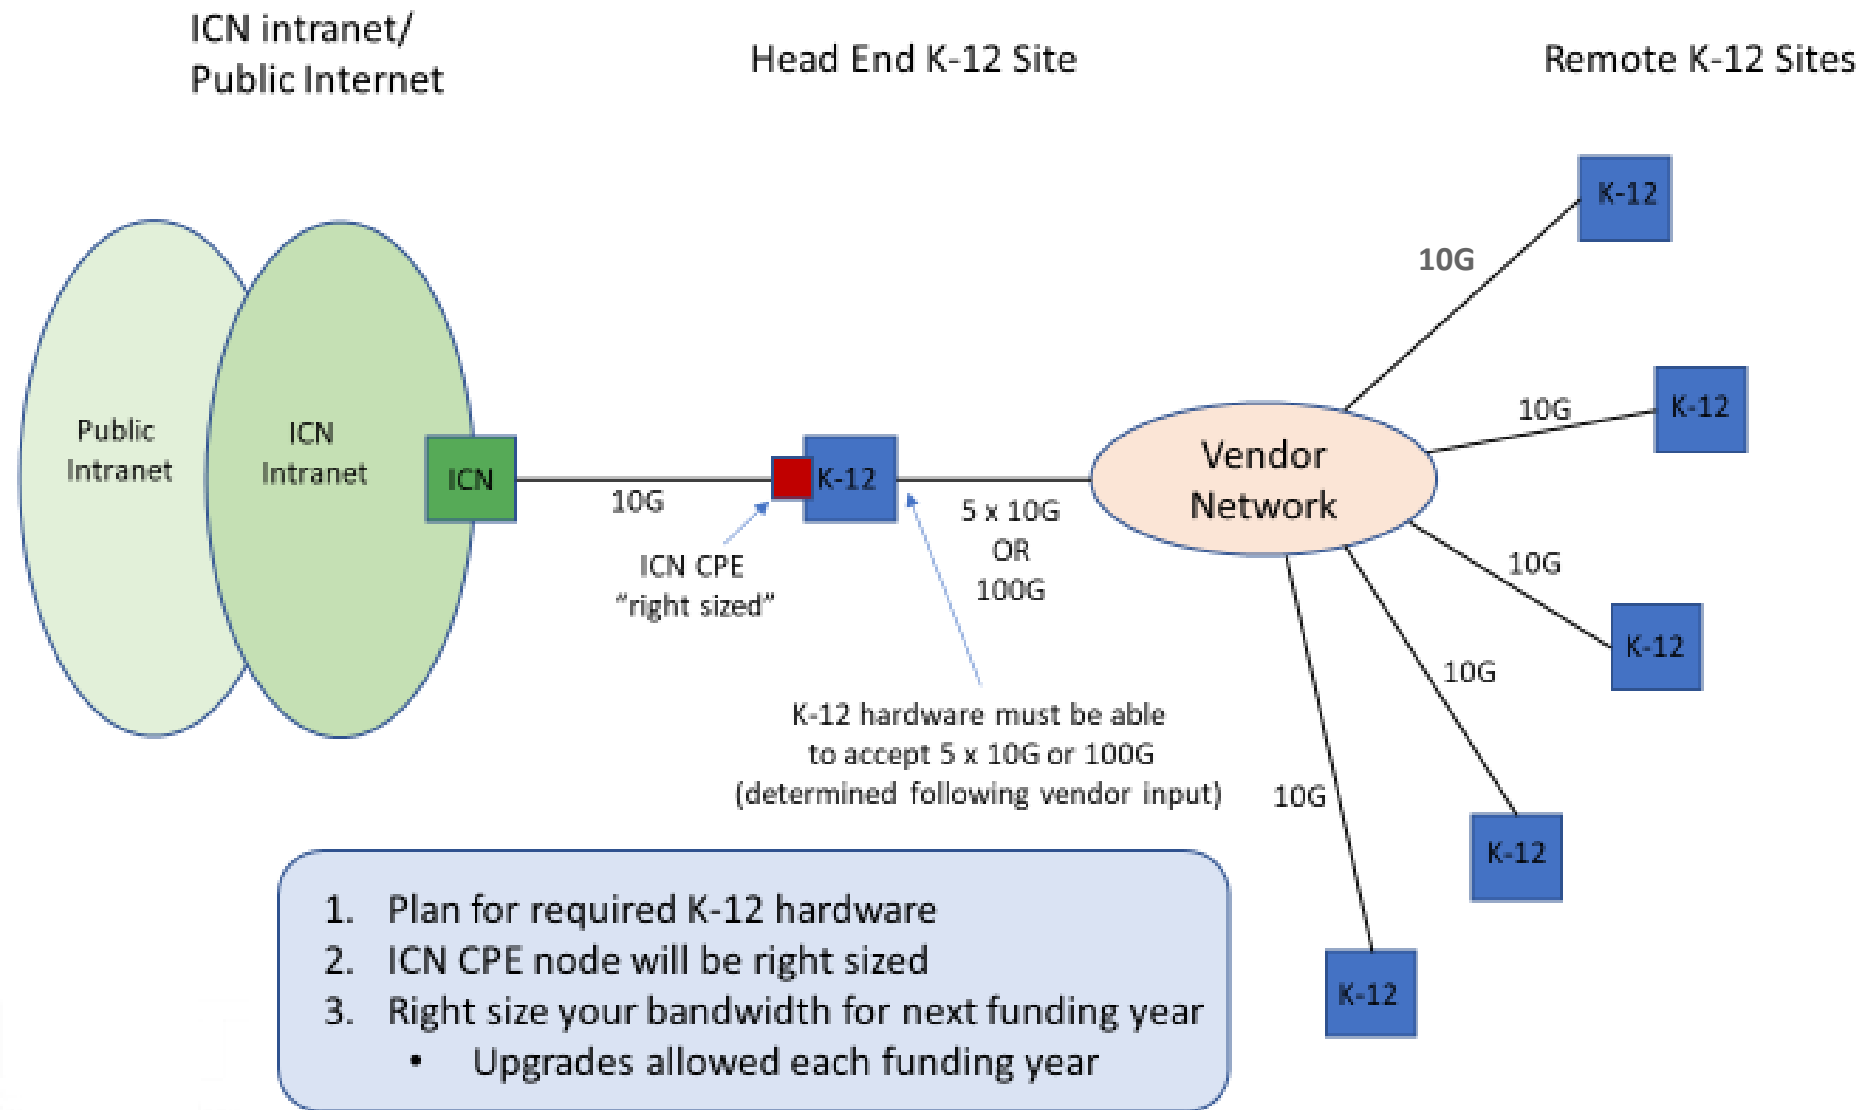 ICN intranet/
Public Internet
Head End K-12 Site
Remote K-12 Sites
Public
Intranet
ICN
Intranet
ICN
10G
K-12
ICN CPE
“right sized”
5 x 10G
OR
100G
Vendor
Network
K-12 hardware must be able
to accept 5 x 10G or 100G
(determined following vendor input)
10G
K-12
10G
K-12
10G
K-12
10G
K-12
10G
K-12
1. Plan for required K-12 hardware
2. ICN CPE node will be right sized
3. Right size your bandwidth for next funding year
• Upgrades allowed each funding year